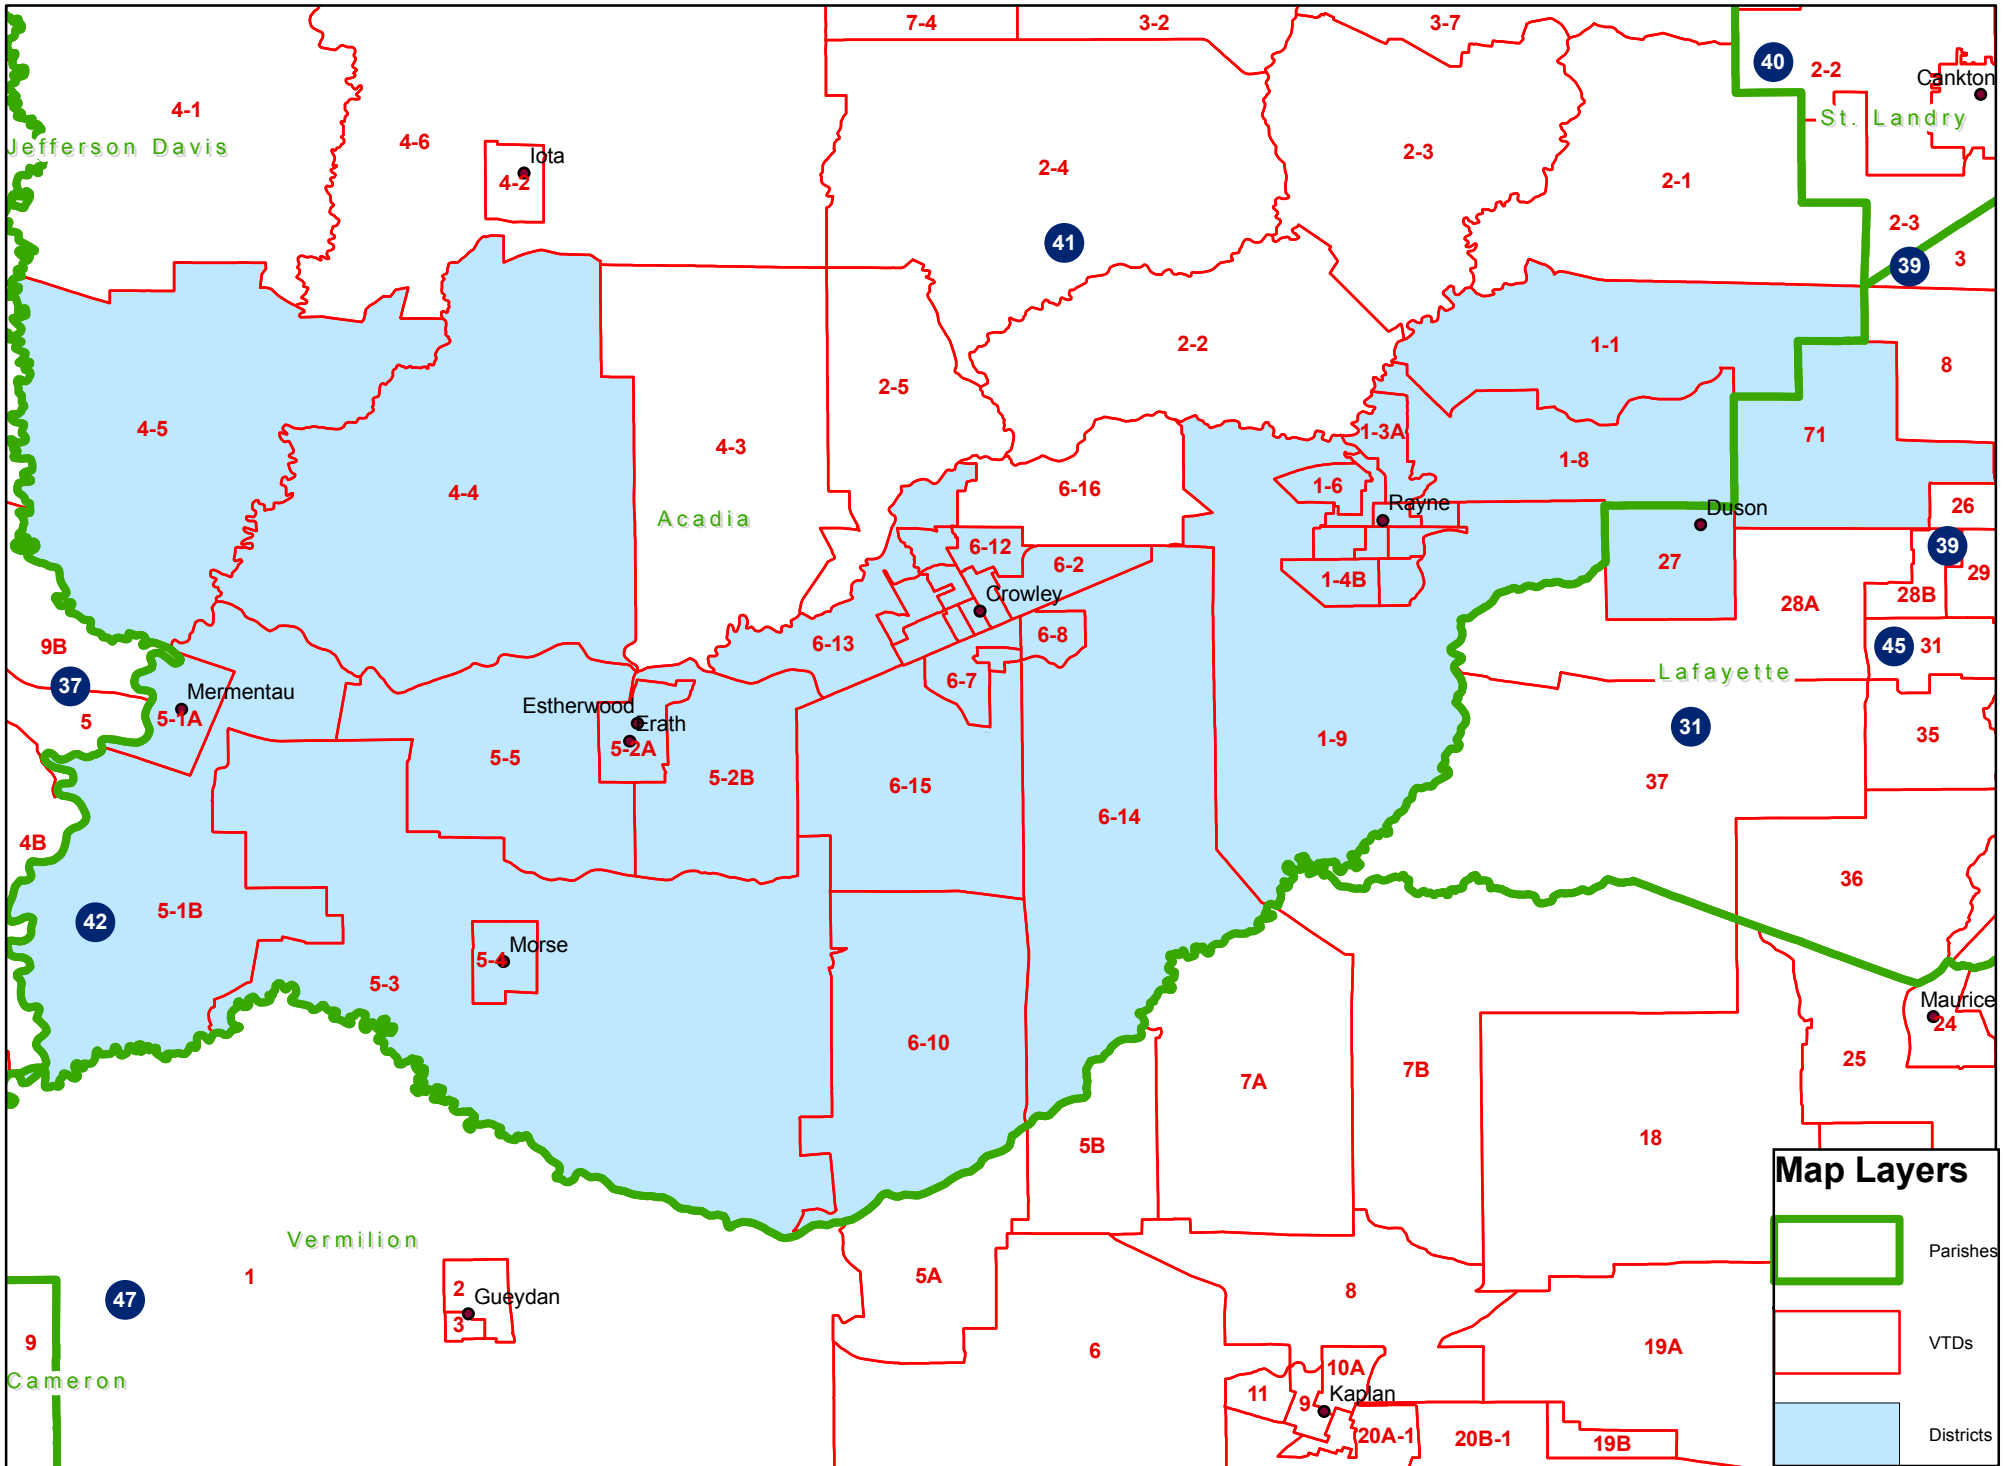 7-4
3-2
3-7
40
2-2
Cankton
4-1
St. Landry
Jefferson Davis
4-6
Iota
4-2
2-4
2-3
2-1
2-3
41
39
3
2-2
1-1
8
2-5
4-5
4-3
1-3A
71
1-8
4-4
6-16
1-6
Rayne
26
Acadia
Duson
6-12
39
6-2
27
29
1-4B
Crowley
28B
28A
9B
6-13
6-8
45
31
Lafayette
37
Mermentau
6-7
Estherwood
5
5-1A
Erath
31
5-2A
1-9
35
5-5
5-2B
6-15
37
6-14
4B
36
5-1B
42
Morse
5-4
5-3
Maurice
24
6-10
25
7B
7A
18
5B
Map Layers
Vermilion
Parishes
1
5A
2
Gueydan
8
47
3
9
VTDs
6
19A
10A
Cameron
11
9
Kaplan
20A-1
20B-1
19B
Districts